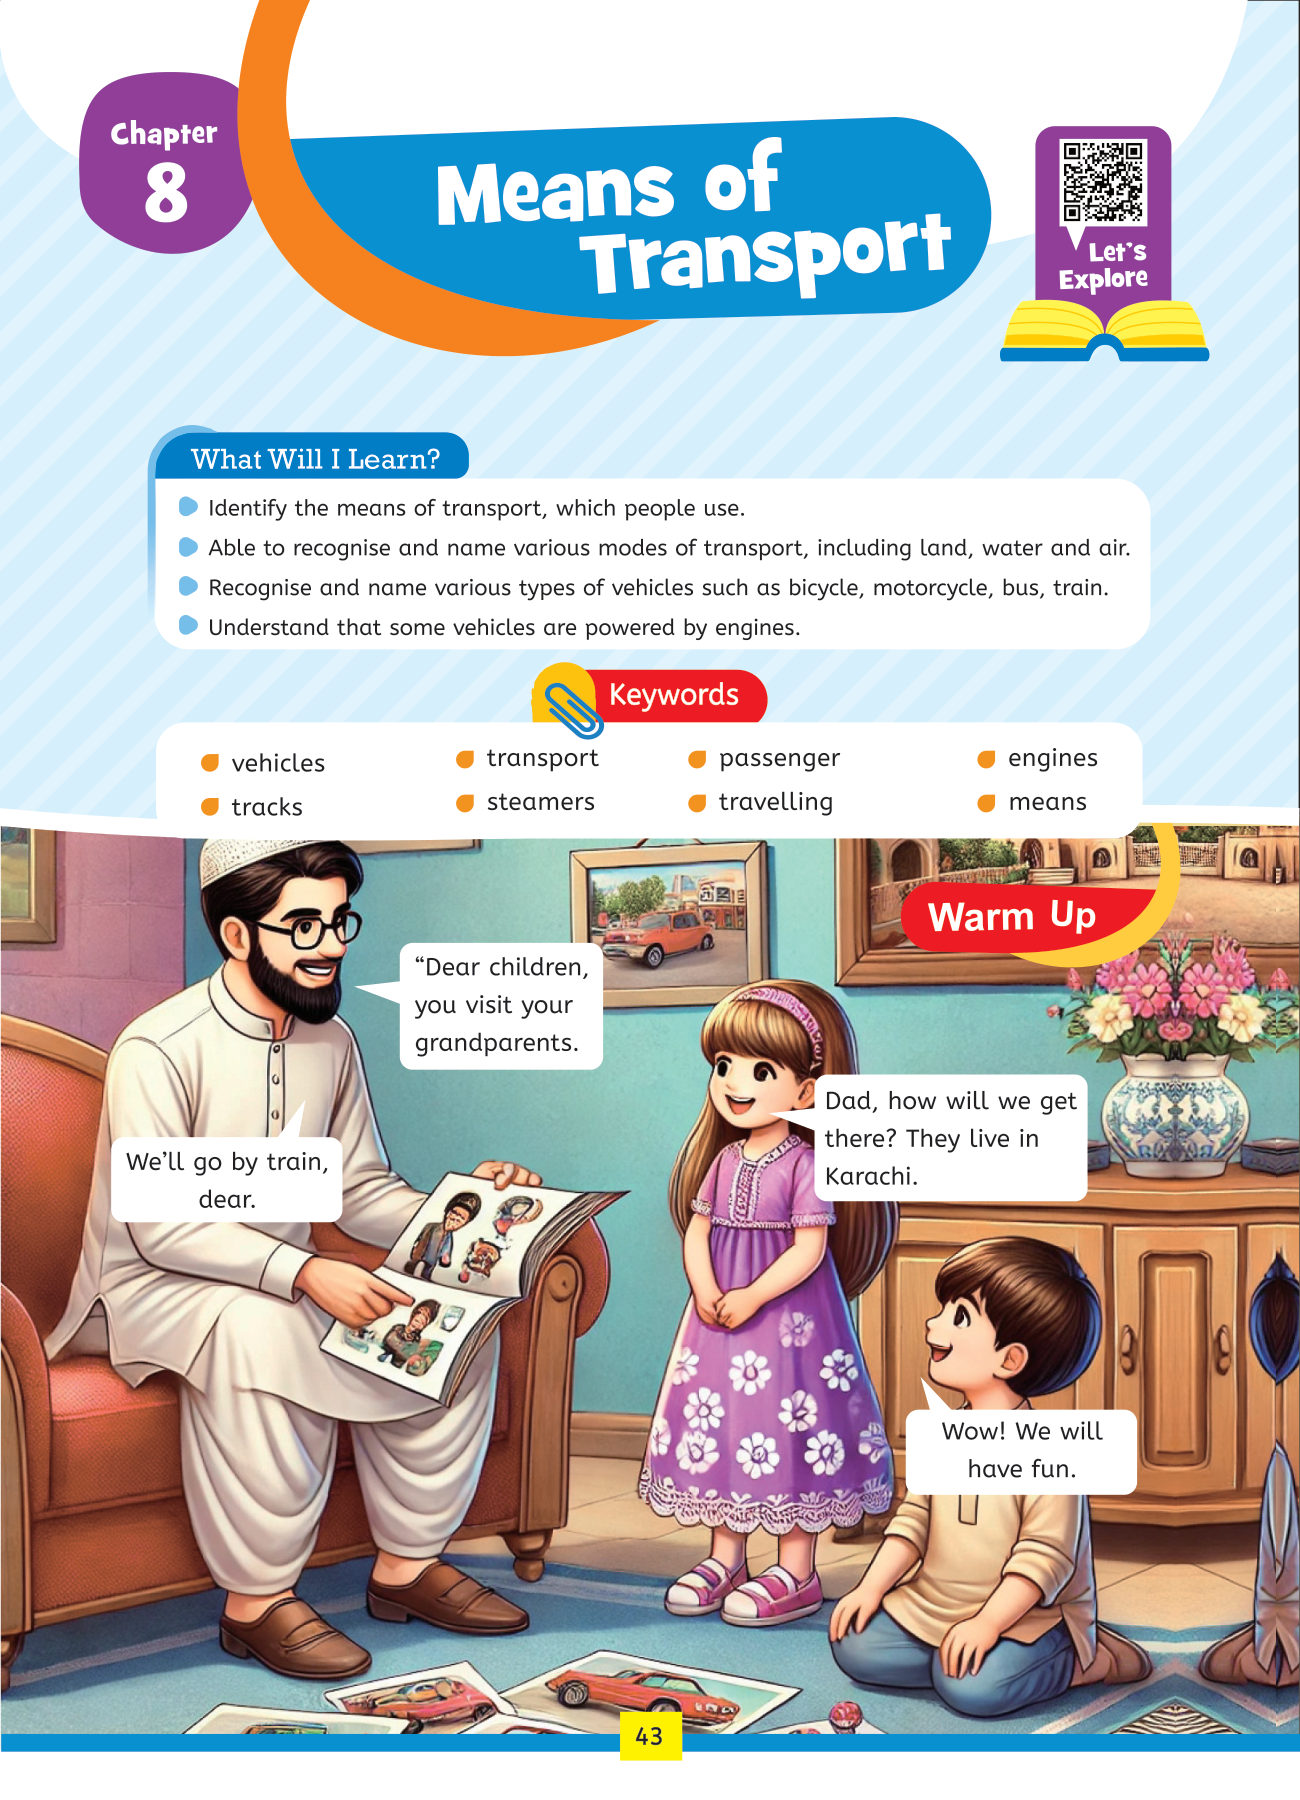 Chapter
8
Means of
Transport
Let's
Explore
What Will I Learn?
Identify the means of transport, which people use.
Able to recognise and name various modes of transport, including land, water and air.
Recognise and name various types of vehicles such as bicycle, motorcycle, bus, train.
Understand that some vehicles are powered by engines.
Keywords
vehicles
transport
passenger
engines
tracks
steamers
travelling
means
Warm Up
“Dear children,
you visit your
grandparents.
Dad, how will we get
there? They live in
Karachi.
We’ll go by train,
dear.
Wow! We will
have fun.
43